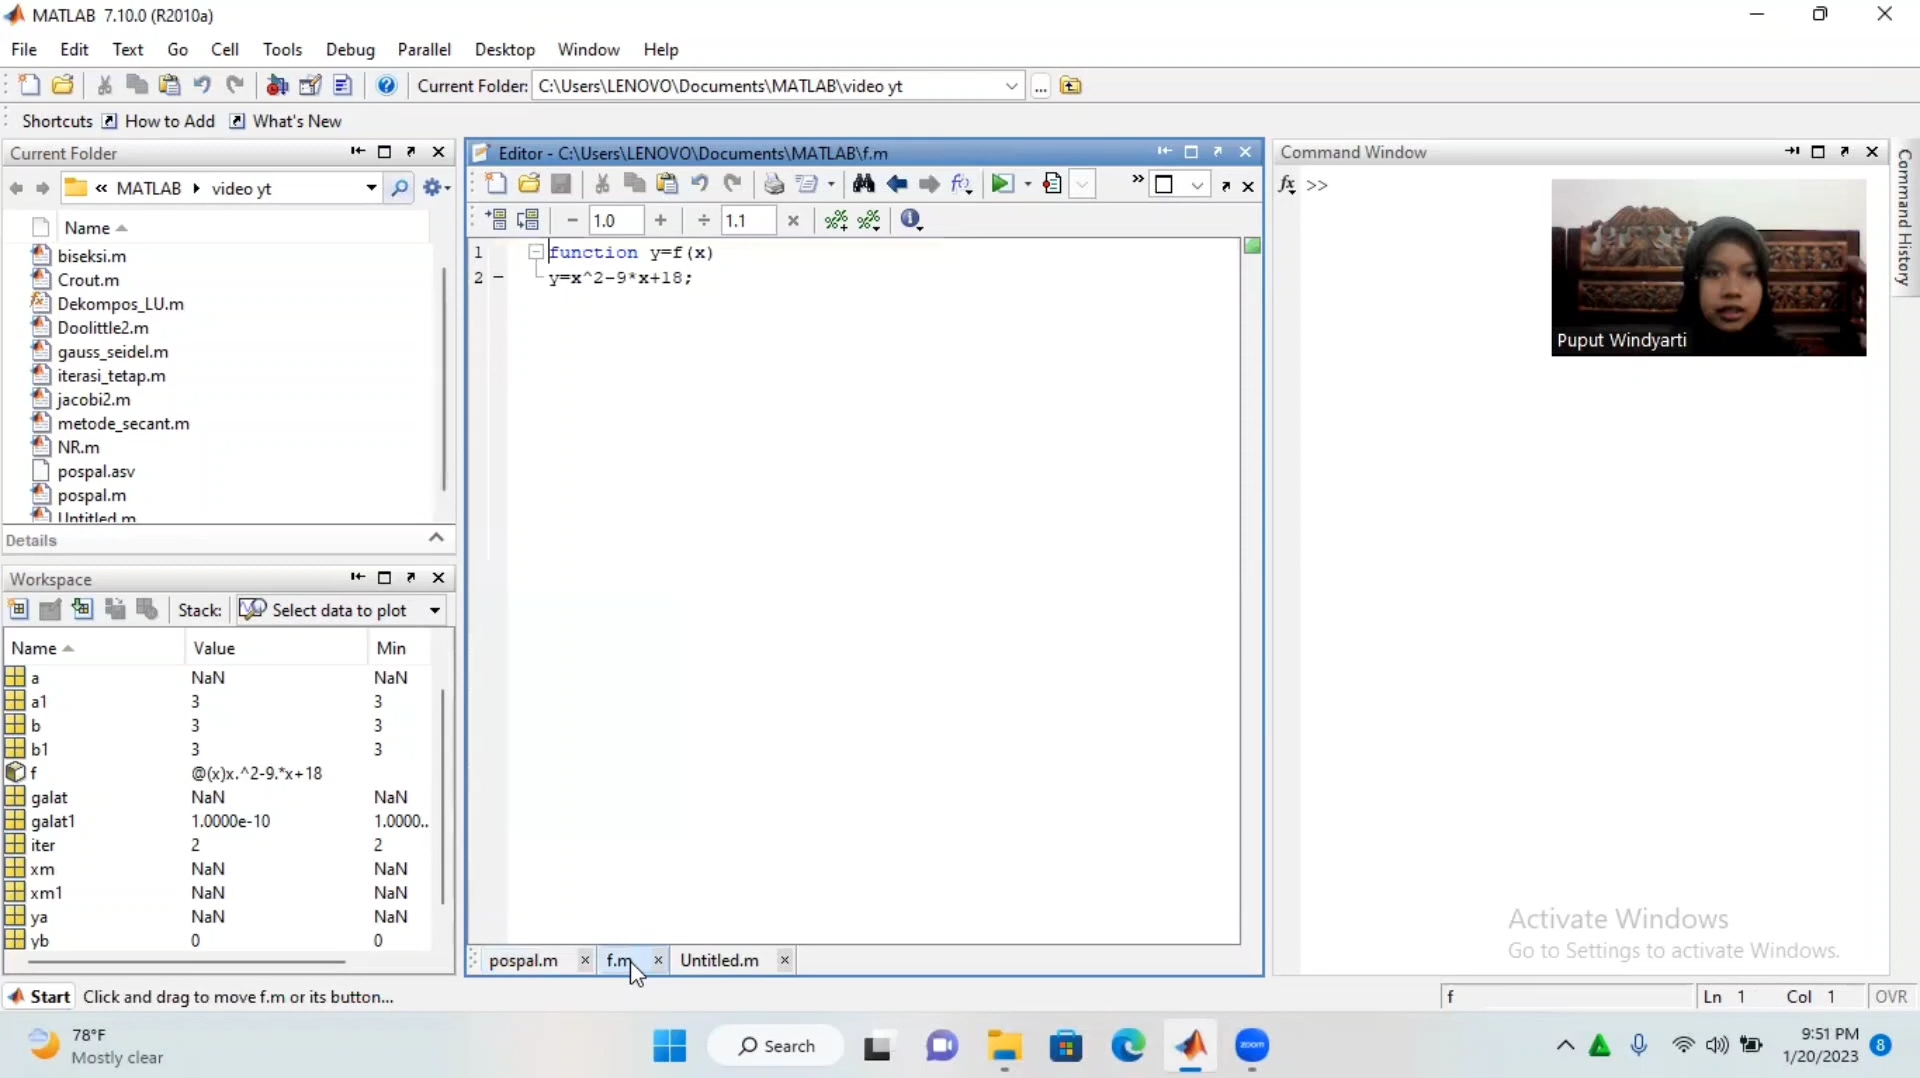 MATLAB 7.10.0 (R2010a)
File Edit Text Go Cell Tools Debug Parallel Desktop Window Help
Current Folder: C:\Users\LENOVO\Documents\MATLAB\video yt ...
Shortcuts How to Add What's New
Current Folder
« MATLAB video yt
Name
biseksi.m
Crout.m
Dekompos_LU.m
Doolittle2.m
gauss_seidel.m
iterasi_tetap.m
jacobi2.m
metode_secant.m
NR.m
pospal.asv
pospal.m
Untitled.m
Details
Workspace
Stack: Select data to plot
Name Value Min
a NaN NaN
a1 3 3
b 3 3
b1 3 3
f @(x)x.^2-9.*x+18
galat NaN NaN
galat1 1.0000e-10 1.0000..
iter 2 2
xm NaN NaN
xm1 NaN NaN
ya NaN NaN
yb 0 0
Editor - C:\Users\LENOVO\Documents\MATLAB\f.m
− 1.0 + ÷ 1.1 ×
1 function y=f(x)
2 − y=x^2-9*x+18;
pospal.m f.m Untitled.m
Command Window
fx >>
Puput Windyarti
Command History
Activate Windows
Go to Settings to activate Windows.
Start Click and drag to move f.m or its button...
f Ln 1 Col 1 OVR
78°F
Mostly clear
Search
zoom
9:51 PM
1/20/2023
8